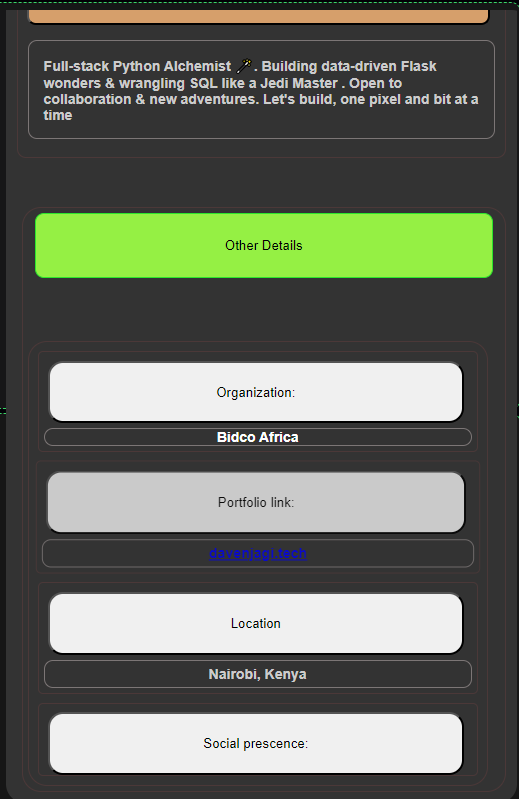 Full-stack Python Alchemist 🪄. Building data-driven Flask
wonders & wrangling SQL like a Jedi Master . Open to
collaboration & new adventures. Let's build, one pixel and bit at a
time
Other Details
Organization:
Bidco Africa
Portfolio link:
davenjagi.tech
Location
Nairobi, Kenya
Social prescence: